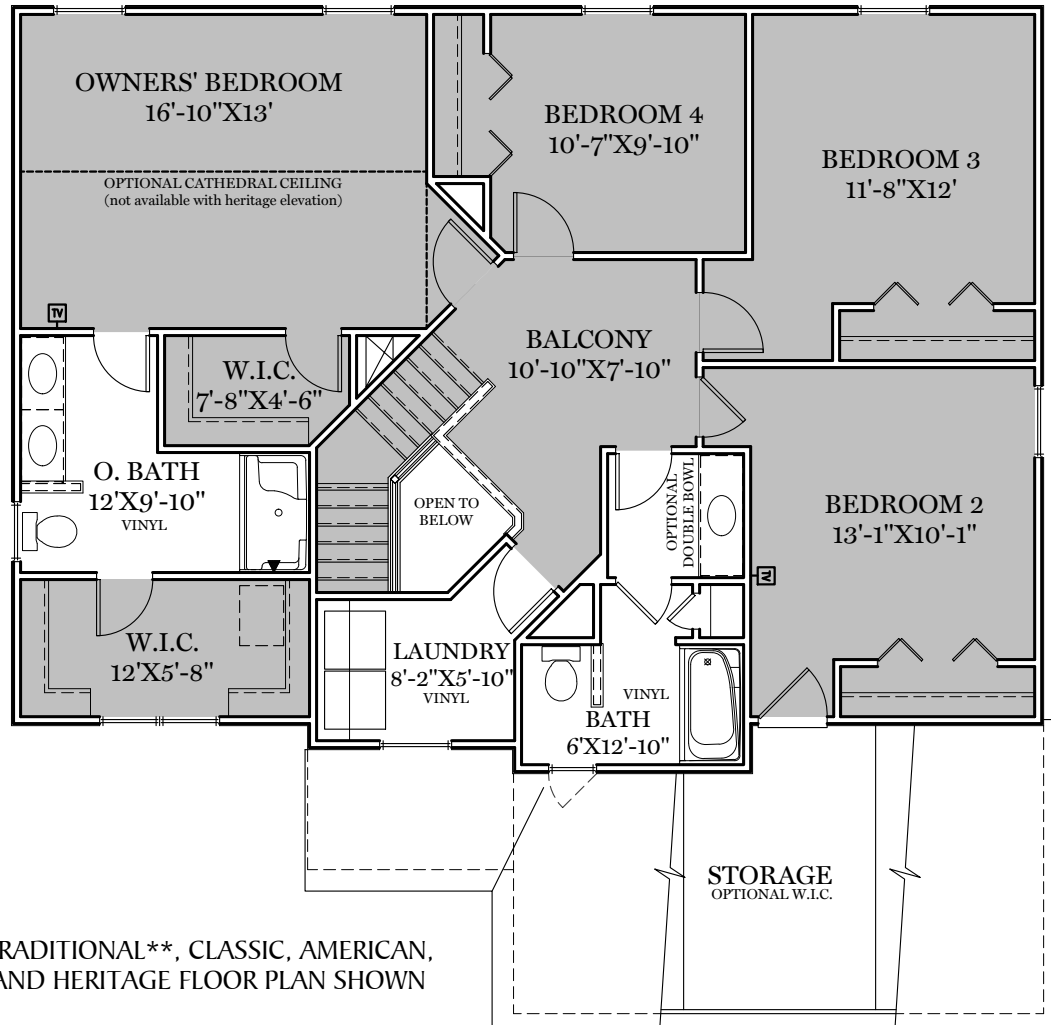 OWNERS' BEDROOM
16'-10"X13'
OPTIONAL CATHEDRAL CEILING
(not available with heritage elevation)
BEDROOM 4
10'-7"X9'-10"
BEDROOM 3
11'-8"X12'
TV
W.I.C.
7'-8"X4'-6"
BALCONY
10'-10"X7'-10"
O. BATH
12'X9'-10"
VINYL
OPEN TO
BELOW
OPTIONAL
DOUBLE BOWL
BEDROOM 2
13'-1"X10'-1"
TV
W.I.C.
12'X5'-8"
LAUNDRY
8'-2"X5'-10"
VINYL
VINYL
BATH
6'X12'-10"
STORAGE
OPTIONAL W.I.C.
RADITIONAL**, CLASSIC, AMERICAN,
AND HERITAGE FLOOR PLAN SHOWN